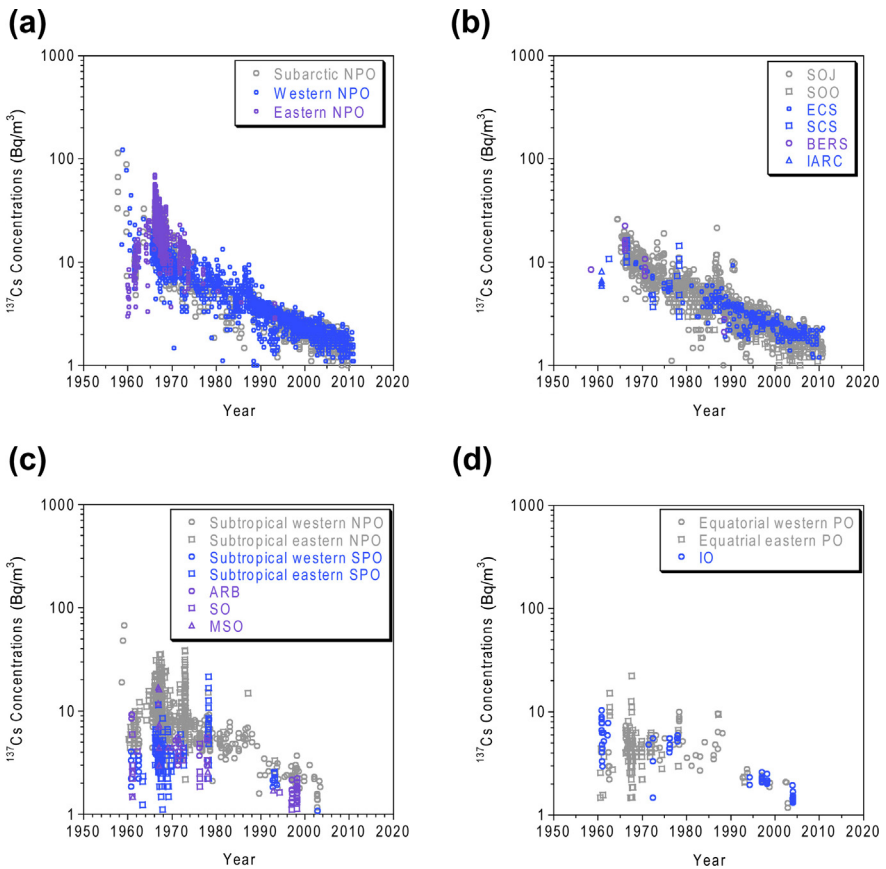 (a)
1000
100
10
1
1950 1960 1970 1980 1990 2000 2010 2020
Year
137Cs Concentrations (Bq/m3)
Subarctic NPO
Western NPO
Eastern NPO
(b)
1000
100
10
1
1950 1960 1970 1980 1990 2000 2010 2020
Year
137Cs Concentrations (Bq/m3)
SOJ
SOO
ECS
SCS
BERS
IARC
(c)
1000
100
10
1
1950 1960 1970 1980 1990 2000 2010 2020
Year
137Cs Concentrations (Bq/m3)
Subtropical western NPO
Subtropical eastern NPO
Subtropical western SPO
Subtropical eastern SPO
ARB
SO
MSO
(d)
1000
100
10
1
1950 1960 1970 1980 1990 2000 2010 2020
Year
137Cs Concentrations (Bq/m3)
Equatorial western PO
Equatrial eastern PO
IO